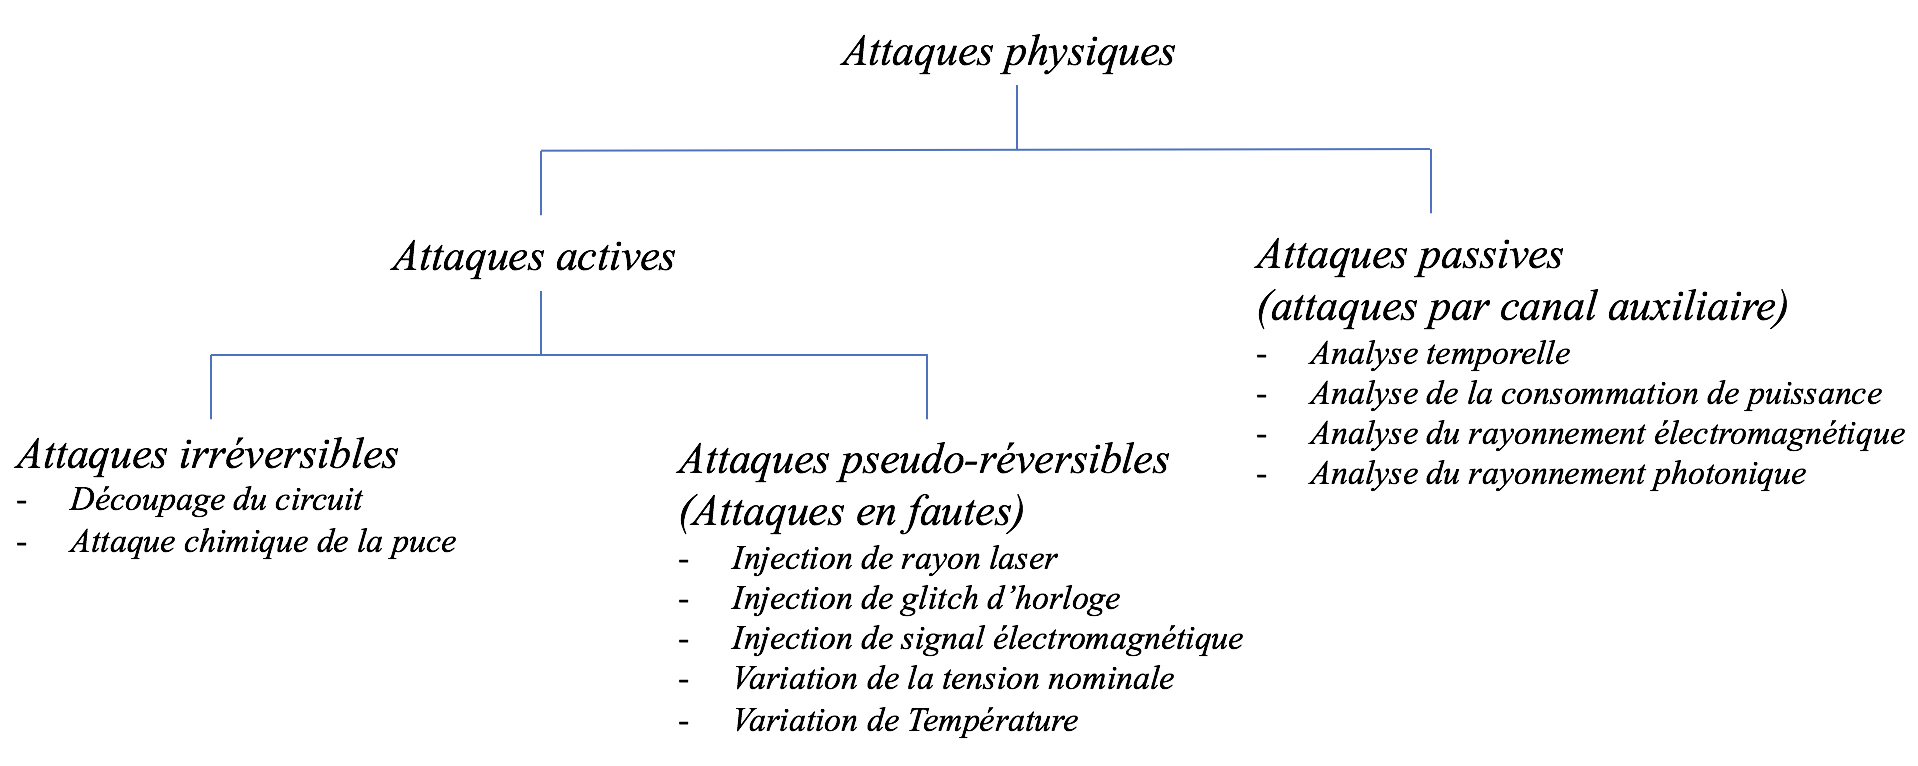 Attaques physiques
Attaques actives
Attaques irréversibles
- Découpage du circuit
- Attaque chimique de la puce
Attaques pseudo-réversibles
(Attaques en fautes)
- Injection de rayon laser
- Injection de glitch d’horloge
- Injection de signal électromagnétique
- Variation de la tension nominale
- Variation de Température
Attaques passives
(attaques par canal auxiliaire)
- Analyse temporelle
- Analyse de la consommation de puissance
- Analyse du rayonnement électromagnétique
- Analyse du rayonnement photonique